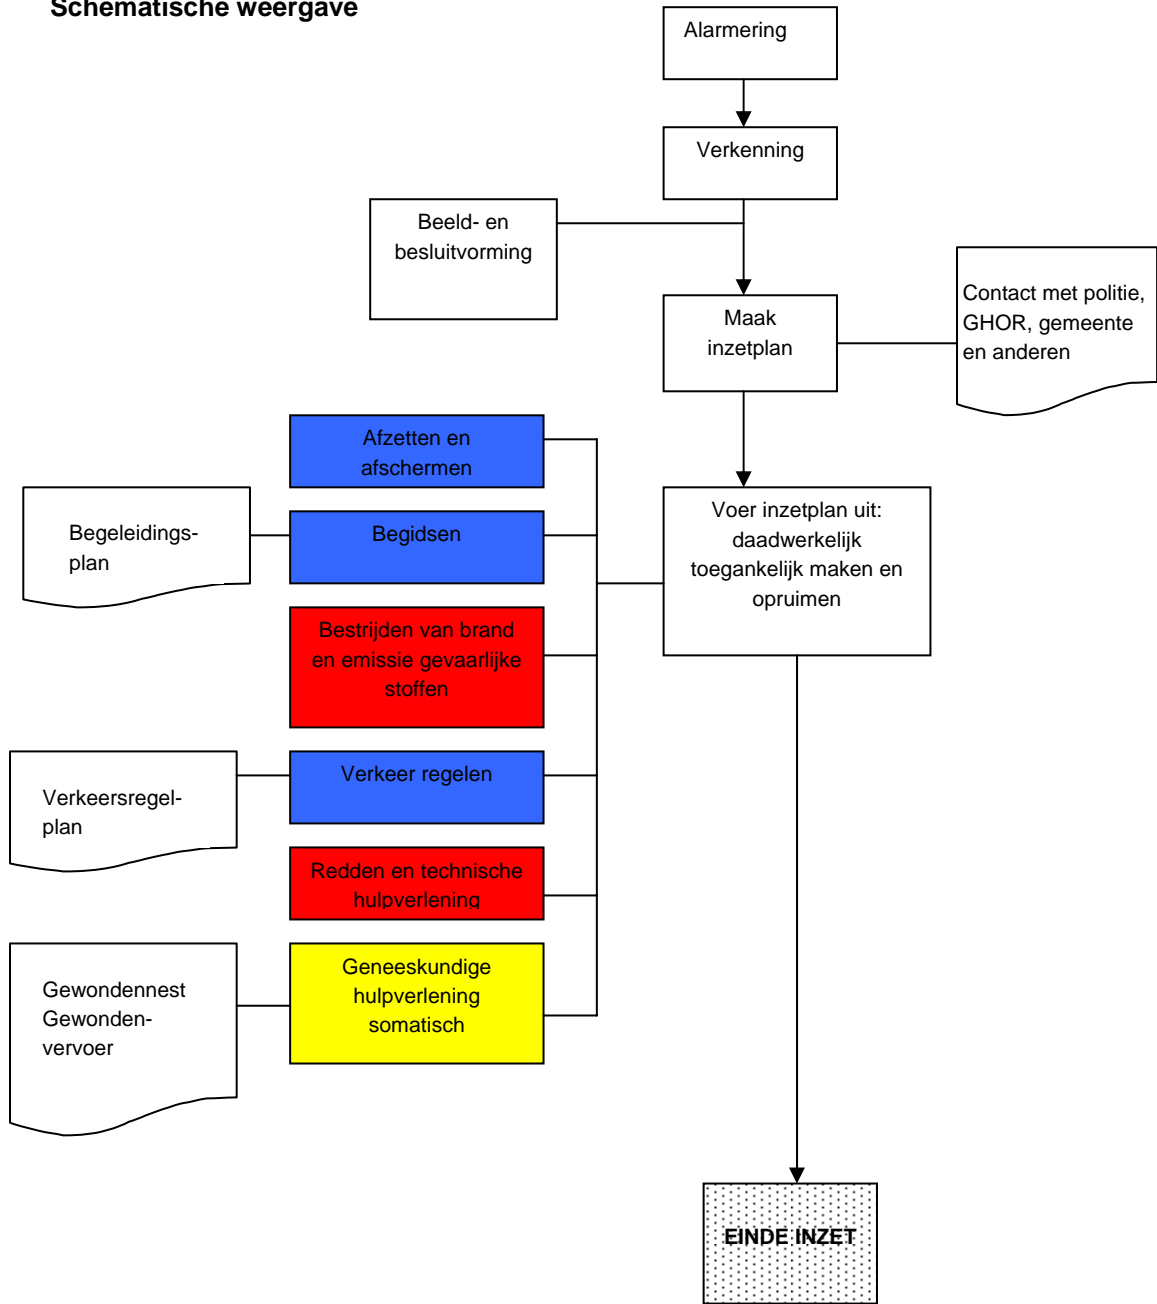 Schematische weergave
Alarmering
Verkenning
Beeld- en
besluitvorming
Maak
inzetplan
Contact met politie,
GHOR, gemeente
en anderen
Afzetten en
afschermen
Begeleidings-
plan
Begidsen
Voer inzetplan uit:
daadwerkelijk
toegankelijk maken en
opruimen
Bestrijden van brand
en emissie gevaarlijke
stoffen
Verkeersregel-
plan
Verkeer regelen
Redden en technische
hulpverlening
Gewondennest
Gewonden-
vervoer
Geneeskundige
hulpverlening
somatisch
EINDE INZET